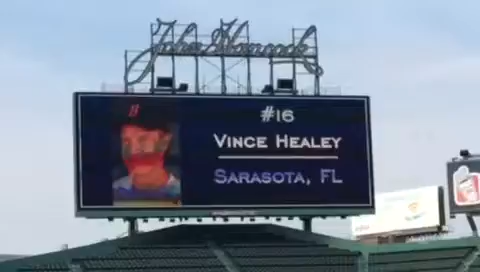 John Hancock
#16
VINCE HEALEY
SARASOTA, FL
B